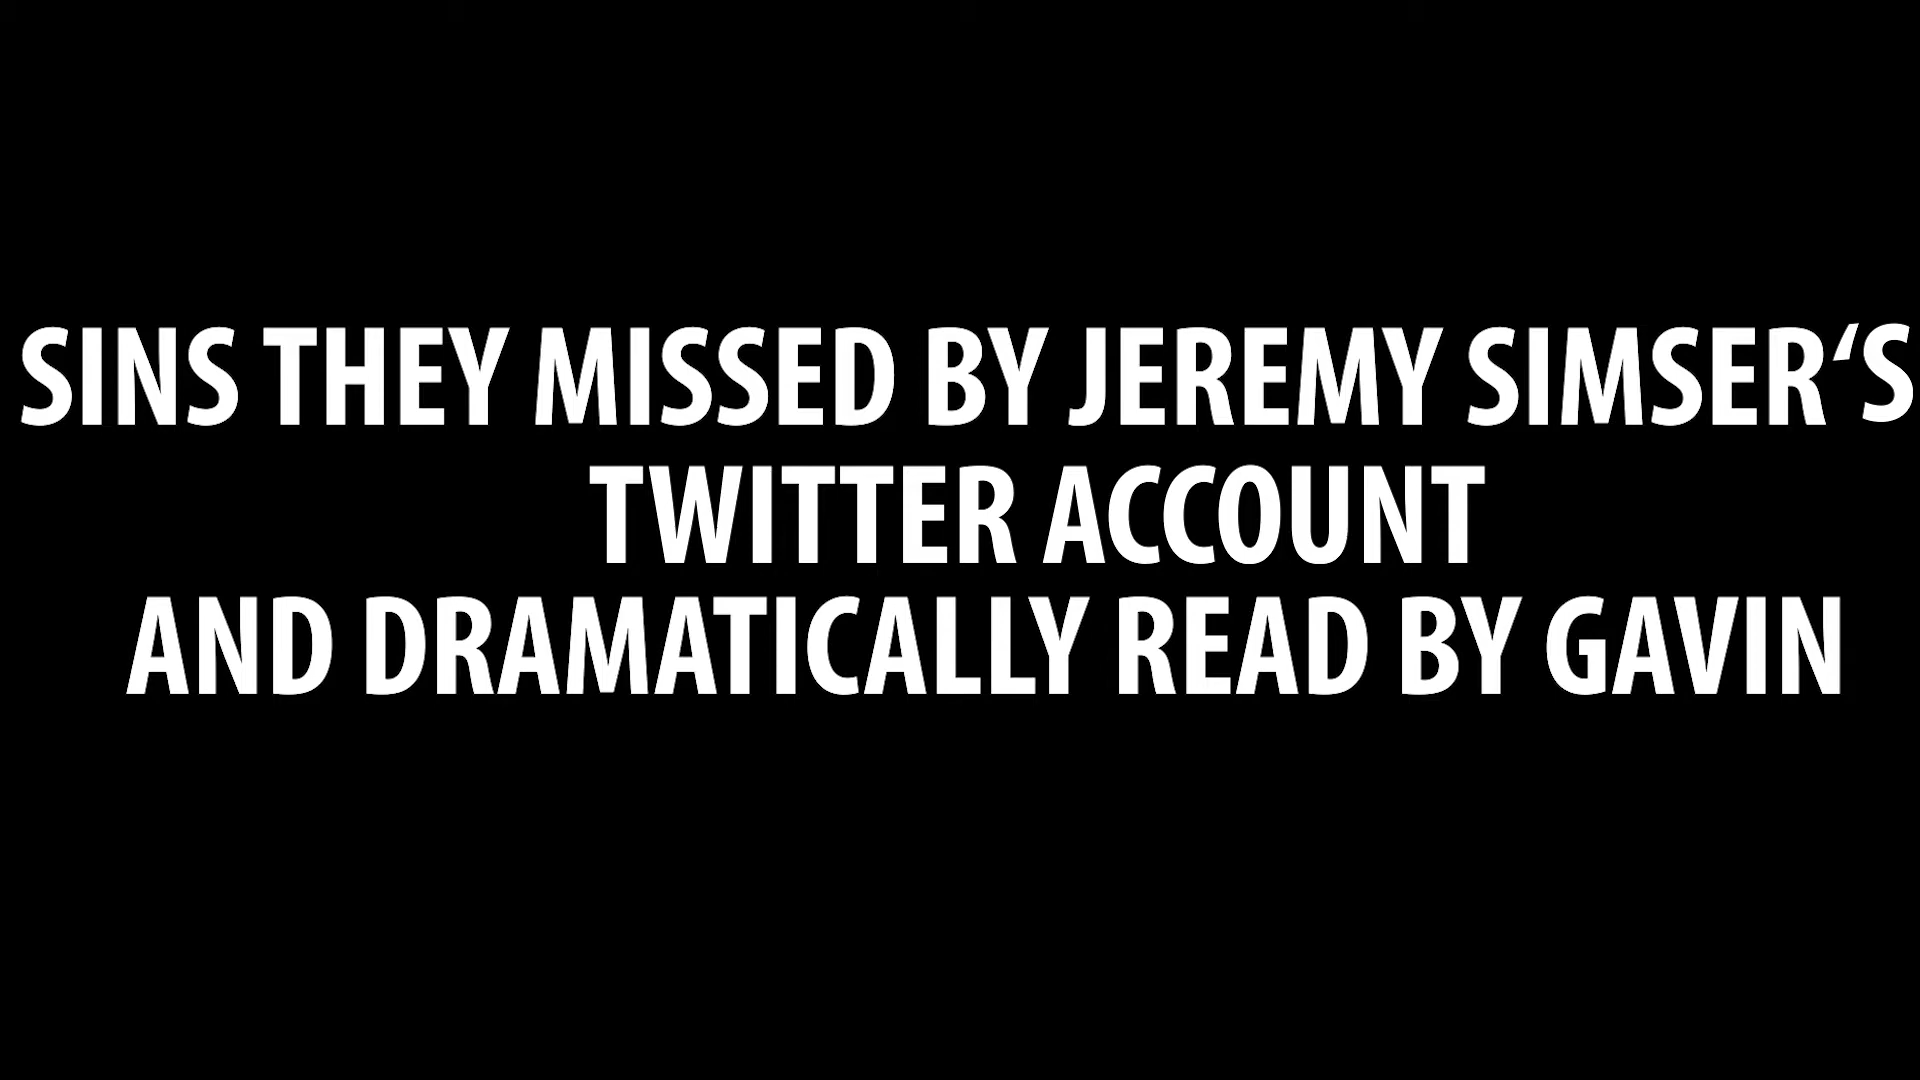 SINS THEY MISSED BY JEREMY SIMSER‘S
TWITTER ACCOUNT
AND DRAMATICALLY READ BY GAVIN